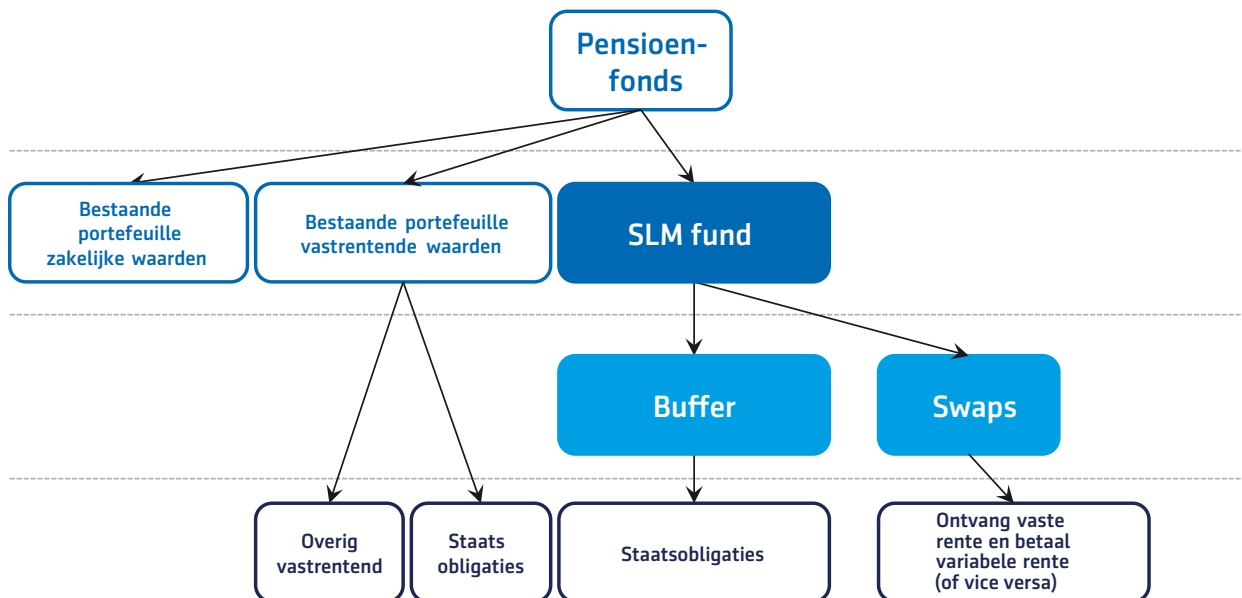 Pensioen-
fonds
Bestaande
portefeuille
zakelijke waarden
Bestaande portefeuille
vastrentende waarden
SLM fund
Buffer
Swaps
Overig
vastrentend
Staats
obligaties
Staatsobligaties
Ontvang vaste
rente en betaal
variabele rente
(of vice versa)